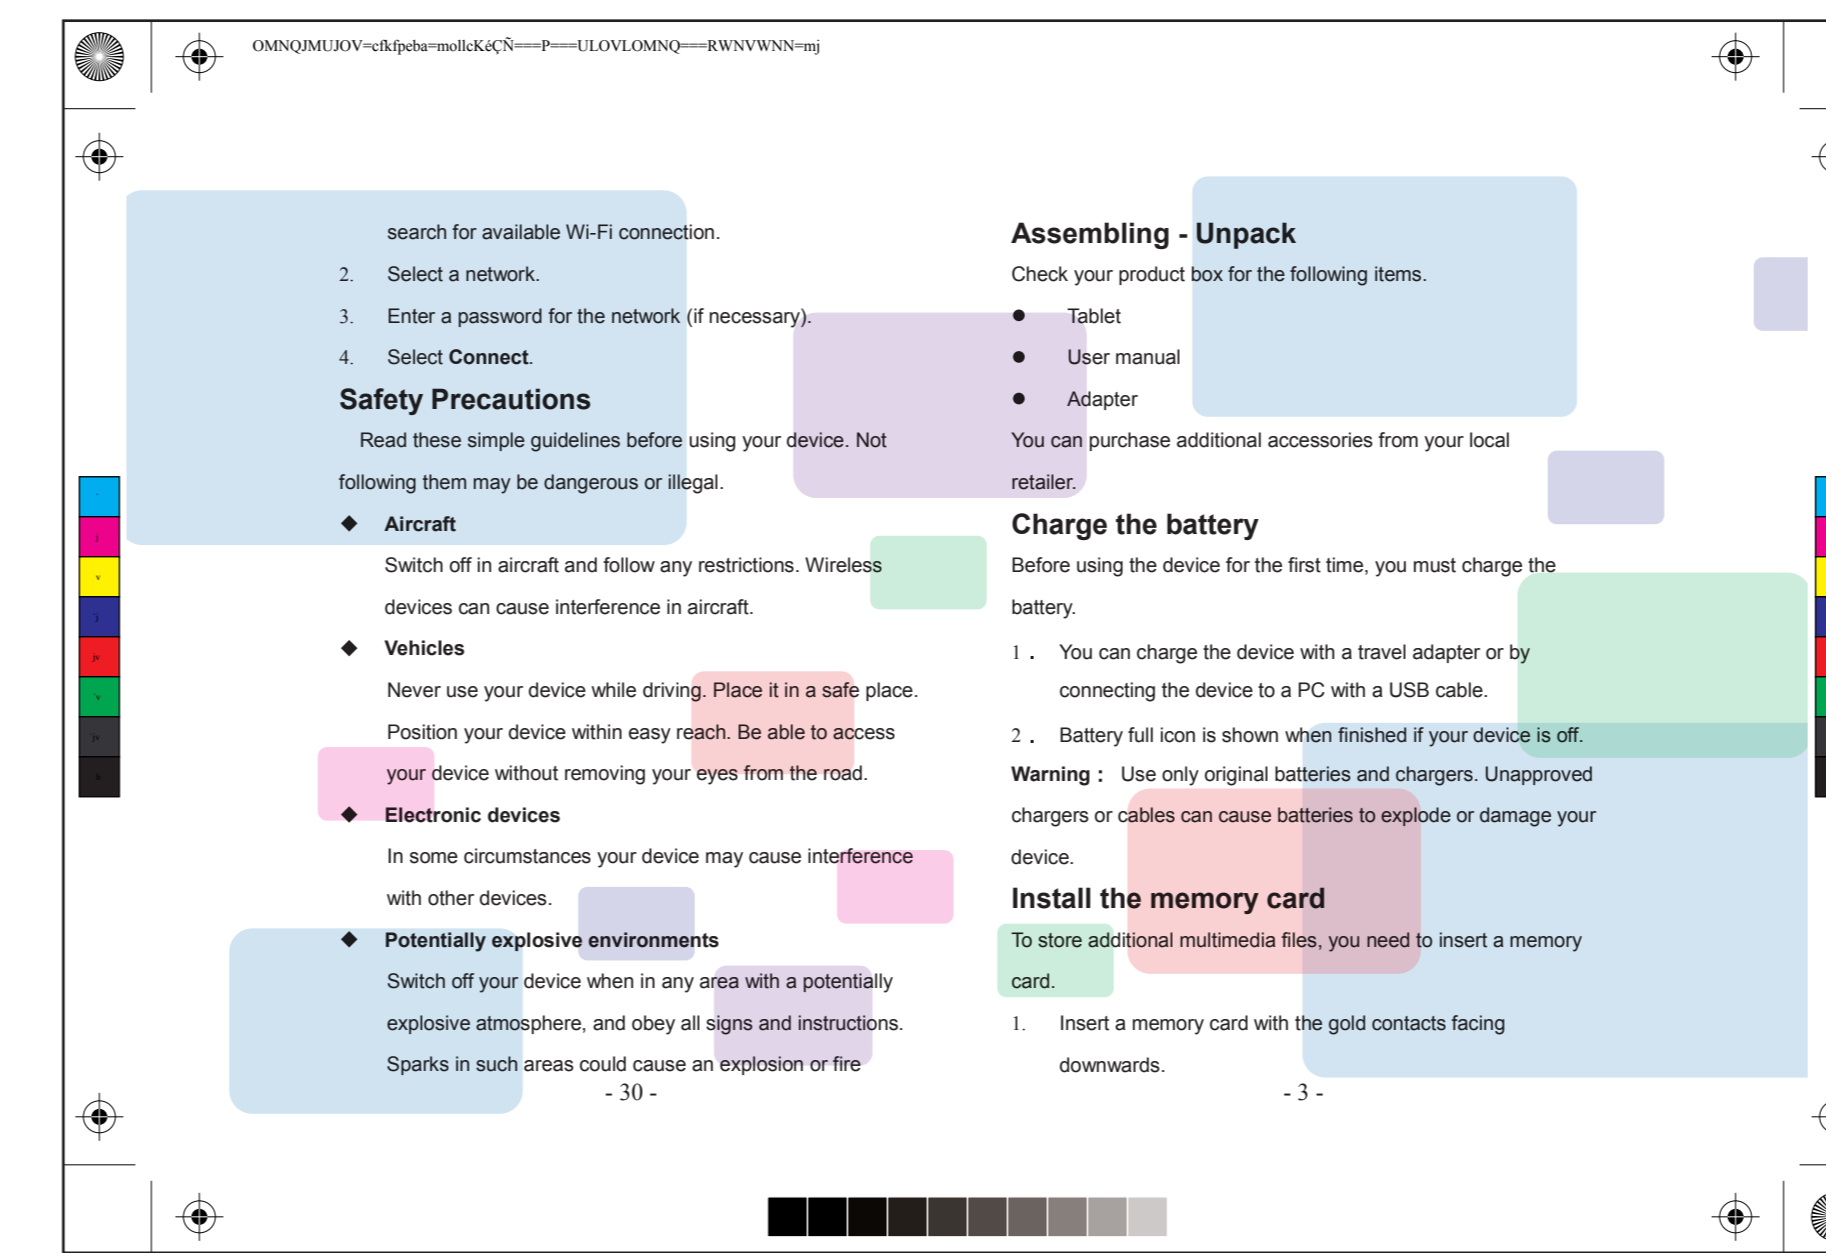 OMNQJMUJOV=cfkfpeba=mollcKéÇÑ===P===ULOVLOMNQ===RWNVWNN=mj
search for available Wi-Fi connection.
2. Select a network.
3. Enter a password for the network (if necessary).
4. Select Connect.
Safety Precautions
Read these simple guidelines before using your device. Not
following them may be dangerous or illegal.
◆ Aircraft
Switch off in aircraft and follow any restrictions. Wireless
devices can cause interference in aircraft.
◆ Vehicles
Never use your device while driving. Place it in a safe place.
Position your device within easy reach. Be able to access
your device without removing your eyes from the road.
◆ Electronic devices
In some circumstances your device may cause interference
with other devices.
◆ Potentially explosive environments
Switch off your device when in any area with a potentially
explosive atmosphere, and obey all signs and instructions.
Sparks in such areas could cause an explosion or fire
- 30 -
Assembling - Unpack
Check your product box for the following items.
● Tablet
● User manual
● Adapter
You can purchase additional accessories from your local
retailer.
Charge the battery
Before using the device for the first time, you must charge the
battery.
1． You can charge the device with a travel adapter or by
connecting the device to a PC with a USB cable.
2． Battery full icon is shown when finished if your device is off.
Warning： Use only original batteries and chargers. Unapproved
chargers or cables can cause batteries to explode or damage your
device.
Install the memory card
To store additional multimedia files, you need to insert a memory
card.
1. Insert a memory card with the gold contacts facing
downwards.
- 3 -